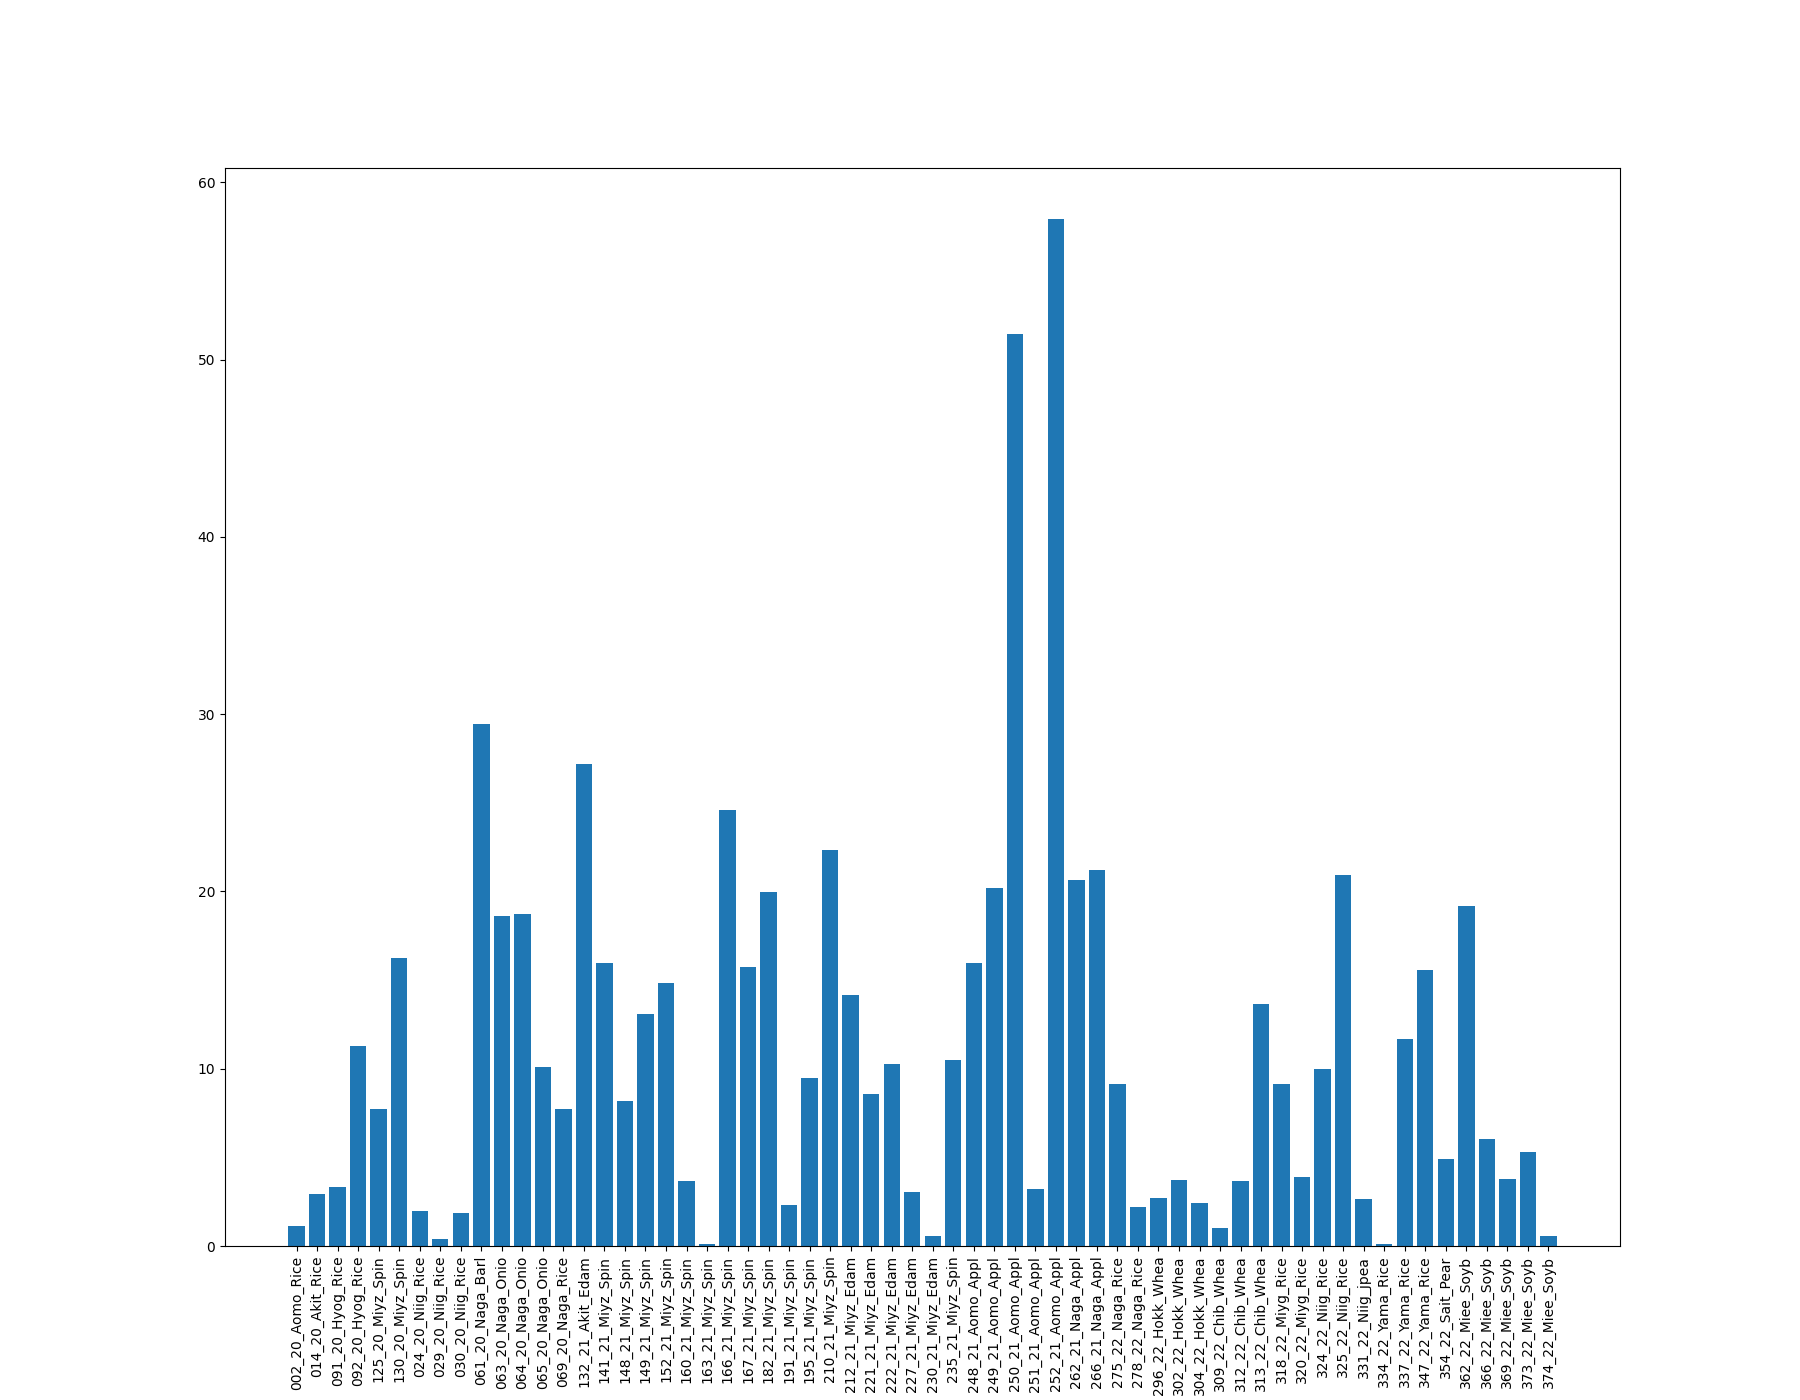 60
50
40
30
20
10
0
002_20_Aomo_Rice
014_20_Akit_Rice
091_20_Hyog_Rice
092_20_Hyog_Rice
125_20_Miyz_Spin
130_20_Miyz_Spin
024_20_Niig_Rice
029_20_Niig_Rice
030_20_Niig_Rice
061_20_Naga_Barl
063_20_Naga_Onio
064_20_Naga_Onio
065_20_Naga_Onio
069_20_Naga_Rice
132_21_Akit_Edam
141_21_Miyz_Spin
148_21_Miyz_Spin
149_21_Miyz_Spin
152_21_Miyz_Spin
160_21_Miyz_Spin
163_21_Miyz_Spin
166_21_Miyz_Spin
167_21_Miyz_Spin
182_21_Miyz_Spin
191_21_Miyz_Spin
195_21_Miyz_Spin
210_21_Miyz_Spin
212_21_Miyz_Edam
221_21_Miyz_Edam
222_21_Miyz_Edam
227_21_Miyz_Edam
230_21_Miyz_Edam
235_21_Miyz_Spin
248_21_Aomo_Appl
249_21_Aomo_Appl
250_21_Aomo_Appl
251_21_Aomo_Appl
252_21_Aomo_Appl
262_21_Naga_Appl
266_21_Naga_Appl
275_22_Naga_Rice
278_22_Naga_Rice
296_22_Hokk_Whea
302_22_Hokk_Whea
304_22_Hokk_Whea
309_22_Chib_Whea
312_22_Chib_Whea
313_22_Chib_Whea
318_22_Miyg_Rice
320_22_Miyg_Rice
324_22_Niig_Rice
325_22_Niig_Rice
331_22_Niig_jpea
334_22_Yama_Rice
337_22_Yama_Rice
347_22_Yama_Rice
354_22_Sait_Pear
362_22_Miee_Soyb
366_22_Miee_Soyb
369_22_Miee_Soyb
373_22_Miee_Soyb
374_22_Miee_Soyb